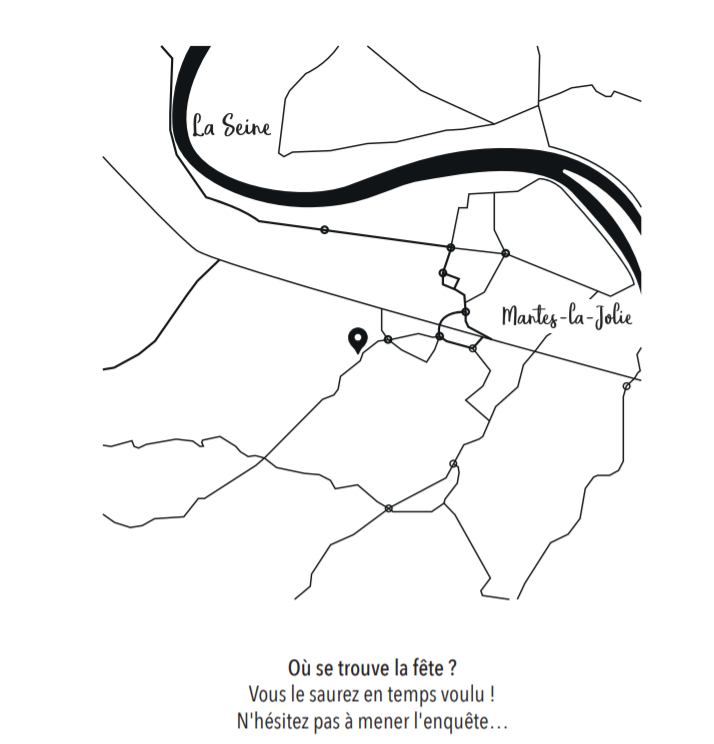 La Seine
Mantes-la-Jolie
Où se trouve la fête ?
Vous le saurez en temps voulu !
N'hésitez pas à mener l'enquête…